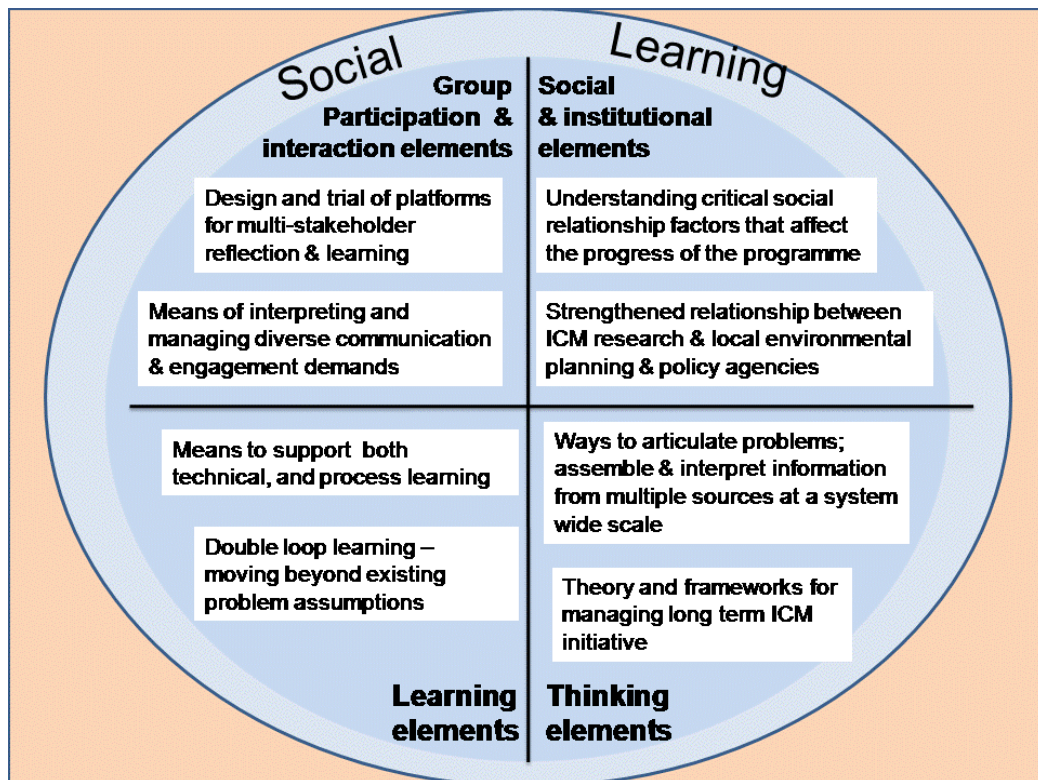 Social
Learning
Group
Participation &
interaction elements
Social
& institutional
elements
Design and trial of platforms
for multi-stakeholder
reflection & learning
Understanding critical social
relationship factors that affect
the progress of the programme
Means of interpreting and
managing diverse communication
& engagement demands
Strengthened relationship between
ICM research & local environmental
planning & policy agencies
Means to support both
technical, and process learning
Ways to articulate problems;
assemble & interpret information
from multiple sources at a system
wide scale
Double loop learning –
moving beyond existing
problem assumptions
Theory and frameworks for
managing long term ICM
initiative
Learning
elements
Thinking
elements